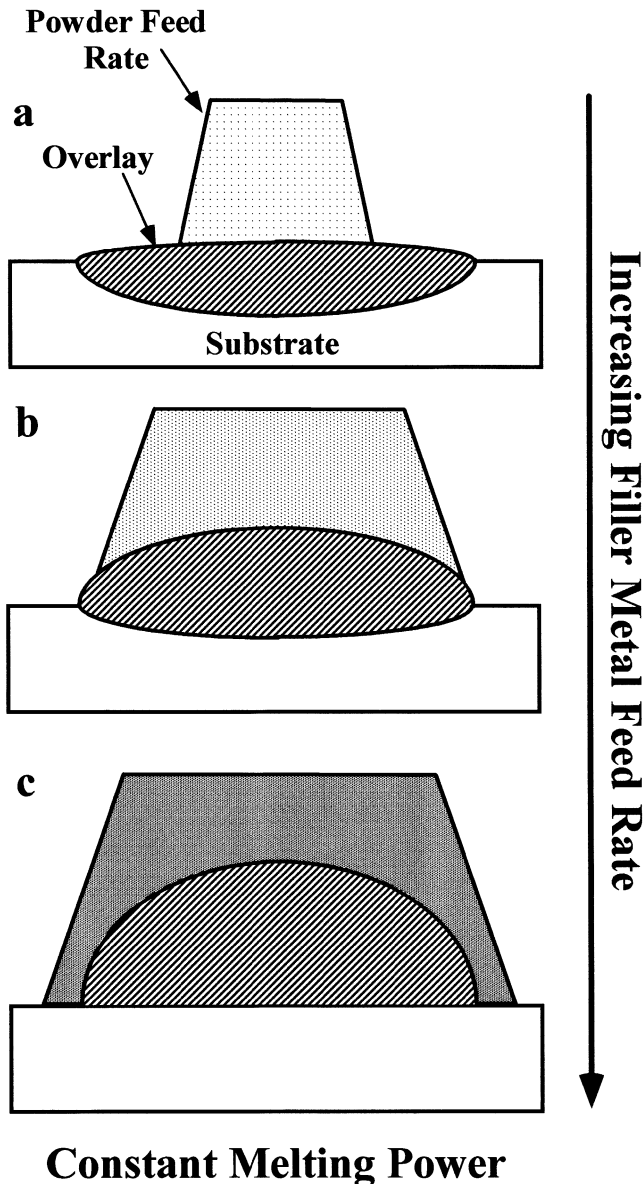 Powder Feed
Rate
a
Overlay
Substrate
b
c
Increasing Filler Metal Feed Rate
Constant Melting Power